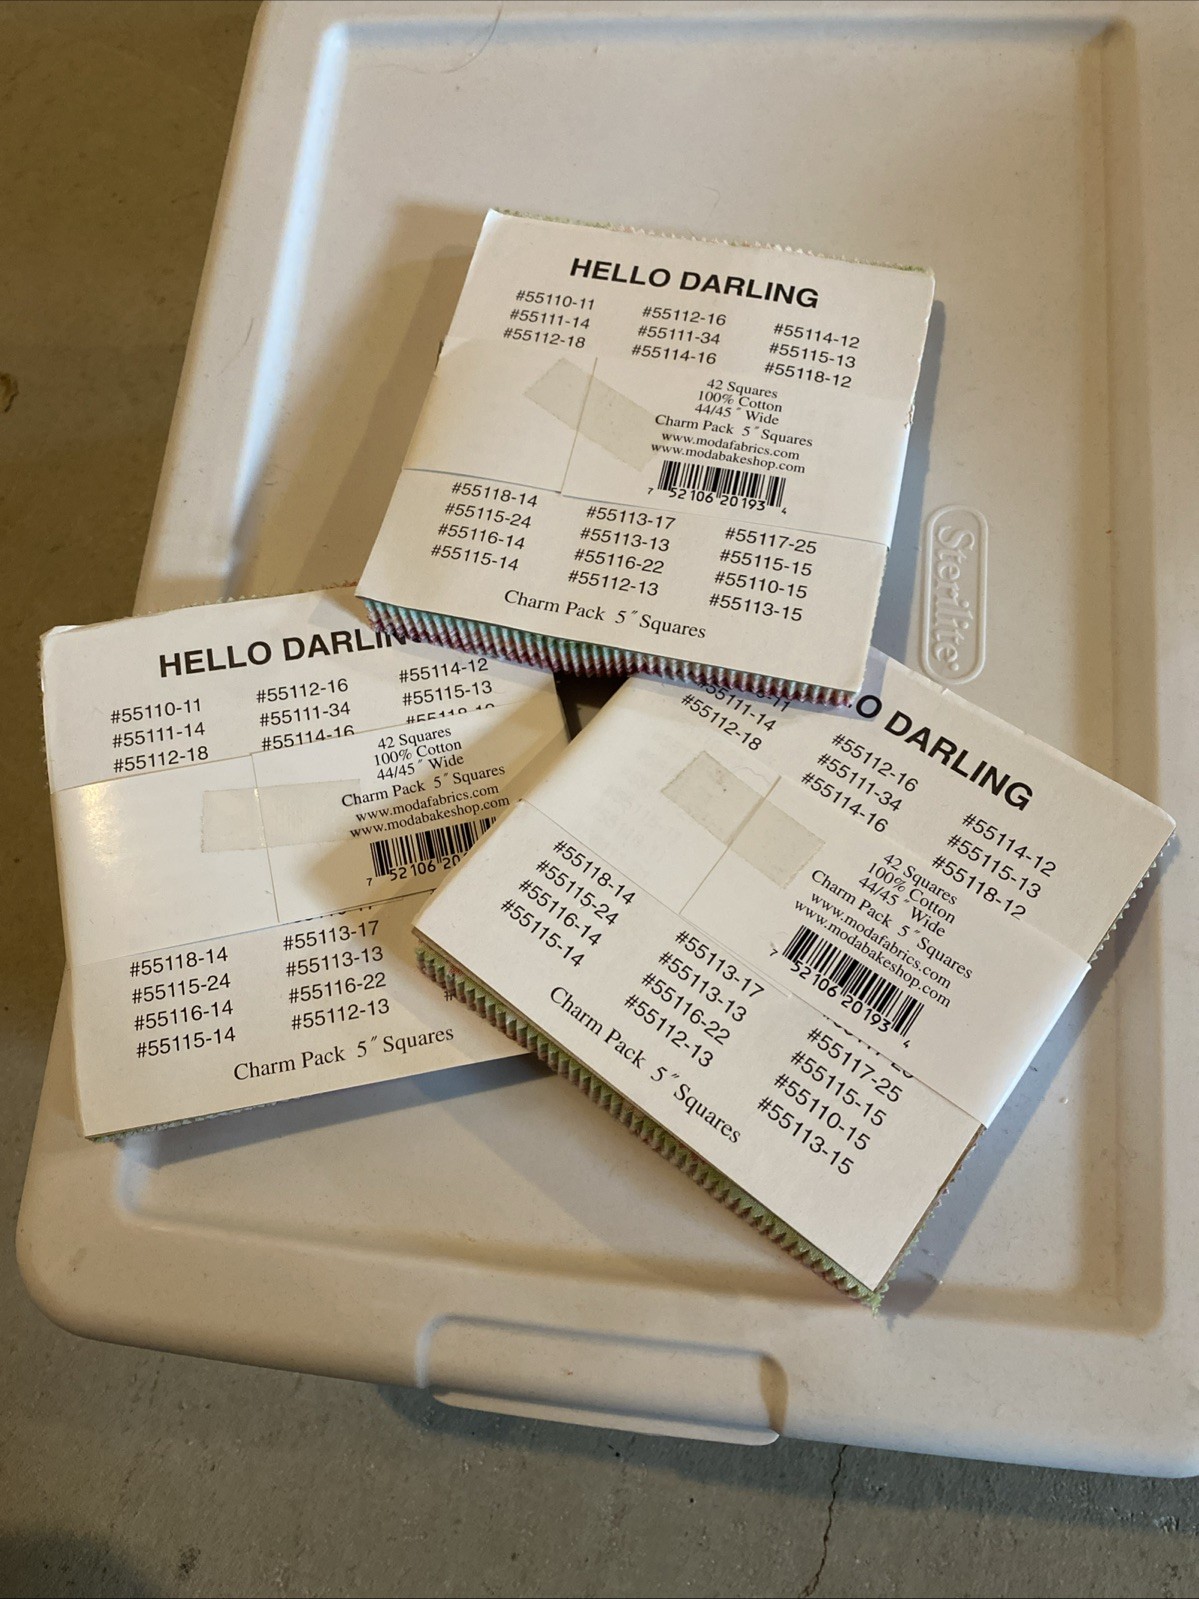 HELLO DARLING
#55110-11 #55112-16 #55114-12
#55111-14 #55111-34 #55115-13
#55112-18 #55114-16 #55118-12
42 Squares
100% Cotton
44/45" Wide
Charm Pack 5" Squares
www.modafabrics.com
www.modabakeshop.com
7 52106 20193 4
#55118-14 #55113-17 #55117-25
#55115-24 #55113-13 #55115-15
#55116-14 #55116-22 #55110-15
#55115-14 #55112-13 #55113-15
Charm Pack 5" Squares
Sterilite
HELLO DARLIN
#55110-11 #55112-16 #55114-12
#55111-14 #55111-34 #55115-13
#55112-18 #55114-16 #55118-12
42 Squares
100% Cotton
44/45" Wide
Charm Pack 5" Squares
www.modafabrics.com
www.modabakeshop.com
7 52106 20
#55118-14 #55113-17
#55115-24 #55113-13
#55116-14 #55116-22
#55115-14 #55112-13
Charm Pack 5" Squares
O DARLING
#55112-16 #55114-12
#55111-14 #55111-34 #55115-13
#55112-18 #55114-16 #55118-12
42 Squares
100% Cotton
44/45" Wide
Charm Pack 5" Squares
www.modafabrics.com
www.modabakeshop.com
7 52106 20193 4
#55118-14 #55113-17 #55117-25
#55115-24 #55113-13 #55115-15
#55116-14 #55116-22 #55110-15
#55115-14 #55112-13 #55113-15
Charm Pack 5" Squares